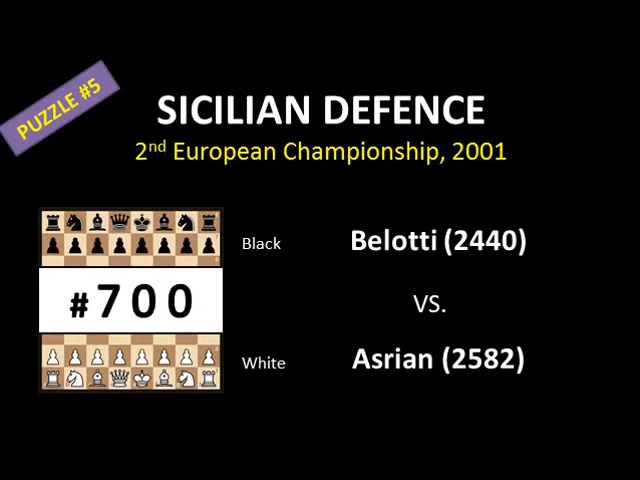 PUZZLE #5
SICILIAN DEFENCE
2nd European Championship, 2001
Black
Belotti (2440)
#700
VS.
White
Asrian (2582)